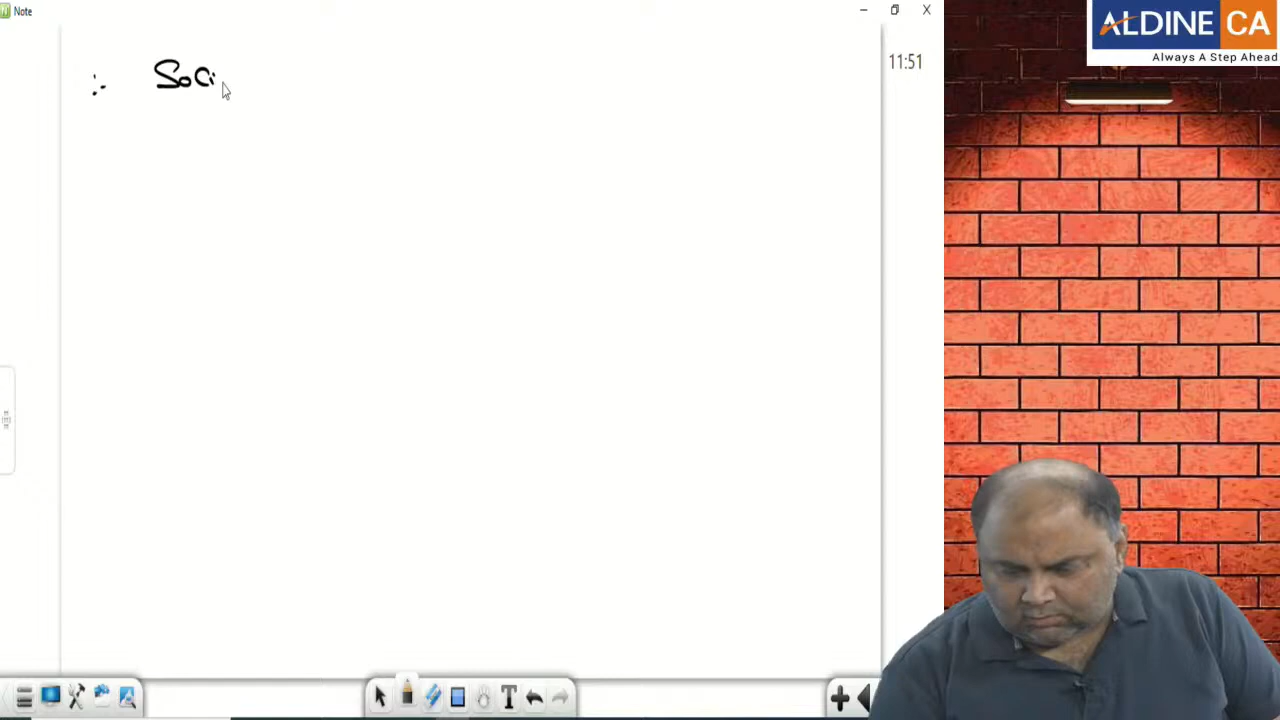 Note
ALDINE CA
Always A Step Ahead
11:51
:- Soci
T